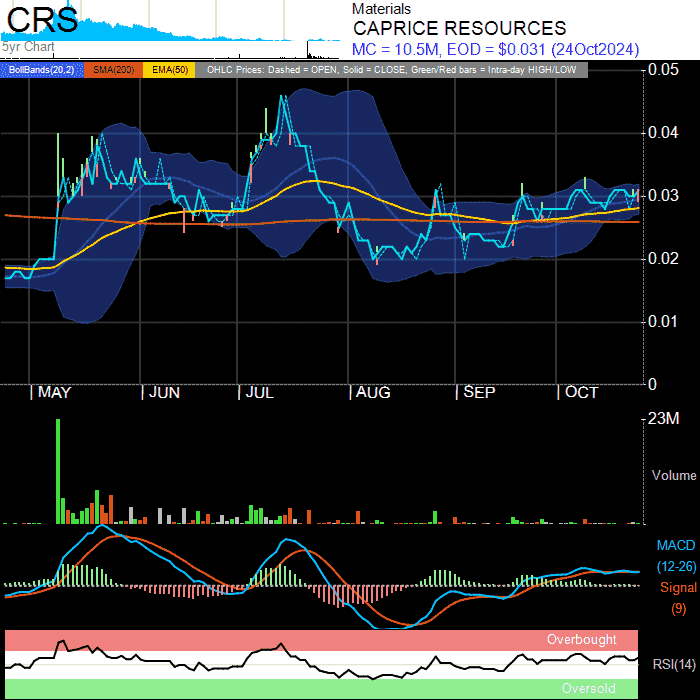 CRS
5yr Chart
Materials
CAPRICE RESOURCES
MC = 10.5M, EOD = $0.031 (24Oct2024)
BollBands(20,2) SMA(200) EMA(50) OHLC Prices: Dashed = OPEN, Solid = CLOSE, Green/Red bars = Intra-day HIGH/LOW
0.05
0.04
0.03
0.02
0.01
0
MAY JUN JUL AUG SEP OCT
23M
Volume
MACD
(12-26)
Signal
(9)
Overbought
RSI(14)
Oversold